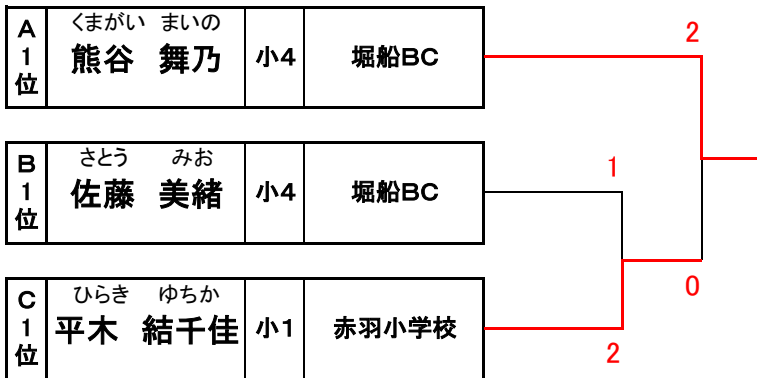 A1位
くまがい まいの
熊谷 舞乃
小4
堀船BC
2
B1位
さとう みお
佐藤 美緒
小4
堀船BC
1
C1位
ひらき ゆちか
平木 結千佳
小1
赤羽小学校
0
2